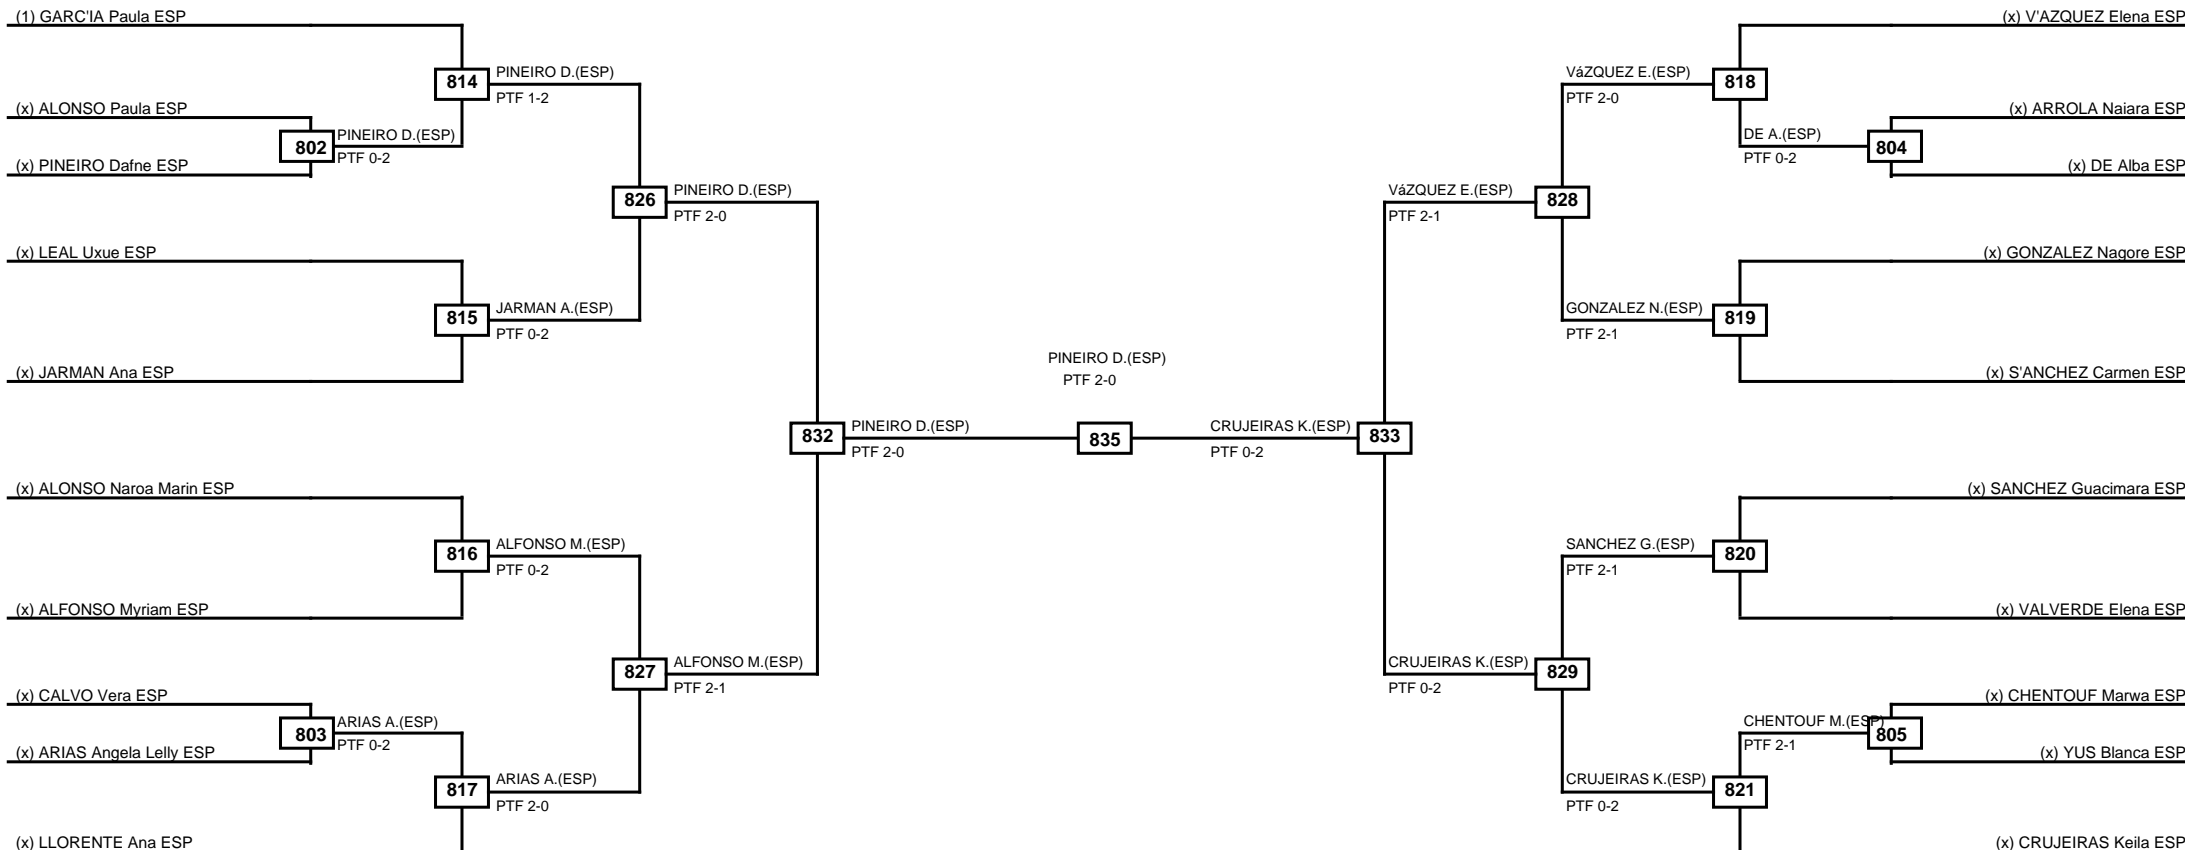 (1) GARC'IA Paula ESP
(x) V'AZQUEZ Elena ESP
814
PINEIRO D.(ESP)
PTF 1-2
VáZQUEZ E.(ESP)
PTF 2-0
818
(x) ALONSO Paula ESP
(x) ARROLA Naiara ESP
802
PINEIRO D.(ESP)
PTF 0-2
DE A.(ESP)
PTF 0-2
804
(x) PINEIRO Dafne ESP
(x) DE Alba ESP
826
PINEIRO D.(ESP)
PTF 2-0
VáZQUEZ E.(ESP)
PTF 2-1
828
(x) LEAL Uxue ESP
(x) GONZALEZ Nagore ESP
815
JARMAN A.(ESP)
PTF 0-2
GONZALEZ N.(ESP)
PTF 2-1
819
(x) JARMAN Ana ESP
PINEIRO D.(ESP)
PTF 2-0
(x) S'ANCHEZ Carmen ESP
832
PINEIRO D.(ESP)
PTF 2-0
835
CRUJEIRAS K.(ESP)
PTF 0-2
833
(x) ALONSO Naroa Marin ESP
(x) SANCHEZ Guacimara ESP
816
ALFONSO M.(ESP)
PTF 0-2
SANCHEZ G.(ESP)
PTF 2-1
820
(x) ALFONSO Myriam ESP
(x) VALVERDE Elena ESP
827
ALFONSO M.(ESP)
PTF 2-1
CRUJEIRAS K.(ESP)
PTF 0-2
829
(x) CALVO Vera ESP
(x) CHENTOUF Marwa ESP
803
ARIAS A.(ESP)
PTF 0-2
CHENTOUF M.(ESP)
PTF 2-1
805
(x) ARIAS Angela Lelly ESP
(x) YUS Blanca ESP
817
ARIAS A.(ESP)
PTF 2-0
CRUJEIRAS K.(ESP)
PTF 0-2
821
(x) LLORENTE Ana ESP
(x) CRUJEIRAS Keila ESP